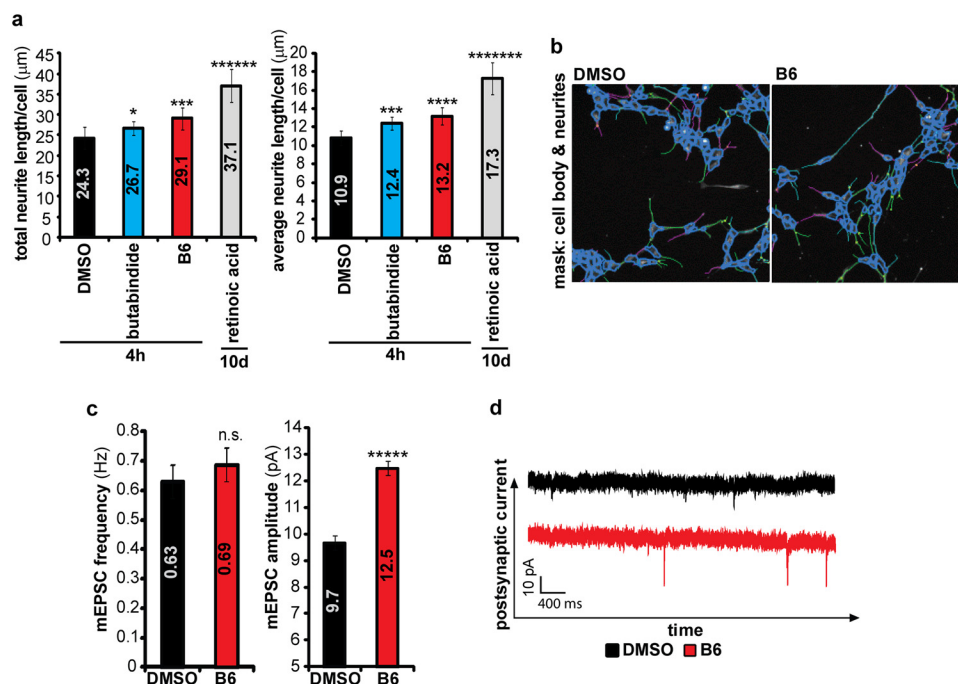 a
total neurite length/cell (μm)
45
40
35
30
25
20
15
10
5
0
*
***
******
24.3
26.7
29.1
37.1
DMSO
butabindide
B6
retinoic acid
4h
10d
average neurite length/cell (μm)
20
18
16
14
12
10
8
6
4
2
0
***
****
*******
10.9
12.4
13.2
17.3
DMSO
butabindide
B6
retinoic acid
4h
10d
b
DMSO
B6
mask: cell body & neurites
c
mEPSC frequency (Hz)
0.8
0.7
0.6
0.5
0.4
0.3
0.2
0.1
0
n.s.
0.63
0.69
DMSO
B6
mEPSC amplitude (pA)
14
13
12
11
10
9
8
7
6
5
*****
9.7
12.5
DMSO
B6
d
postsynaptic current
10 pA
400 ms
time
DMSO
B6